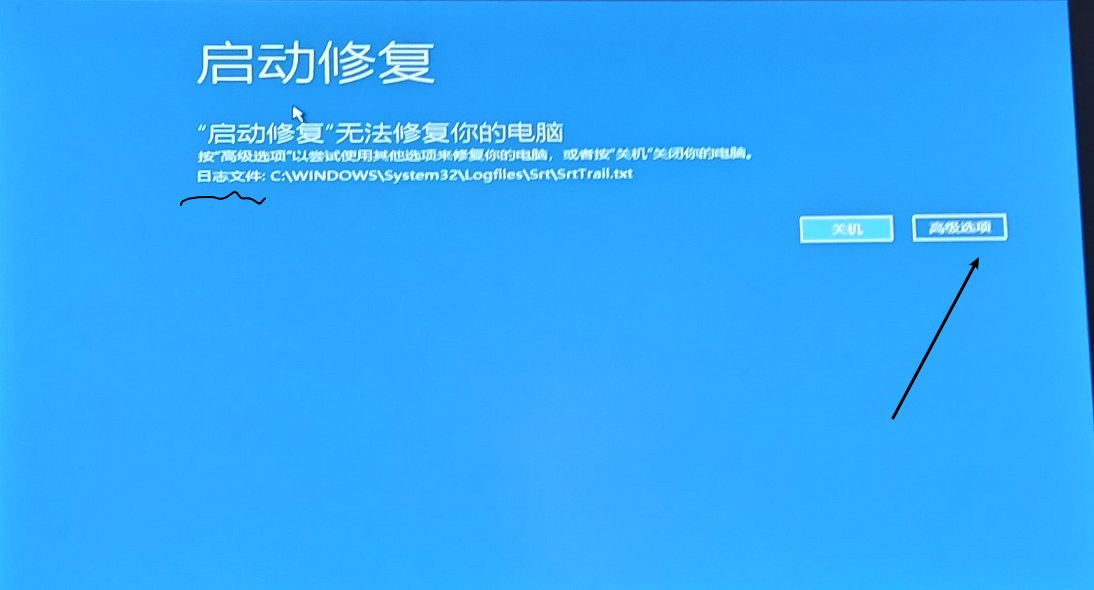 启动修复
“启动修复”无法修复你的电脑
按“高级选项”以尝试使用其他选项来修复你的电脑，或者按“关机”关闭你的电脑。
日志文件: C:\WINDOWS\System32\Logfiles\Srt\SrtTrail.txt
关机
高级选项